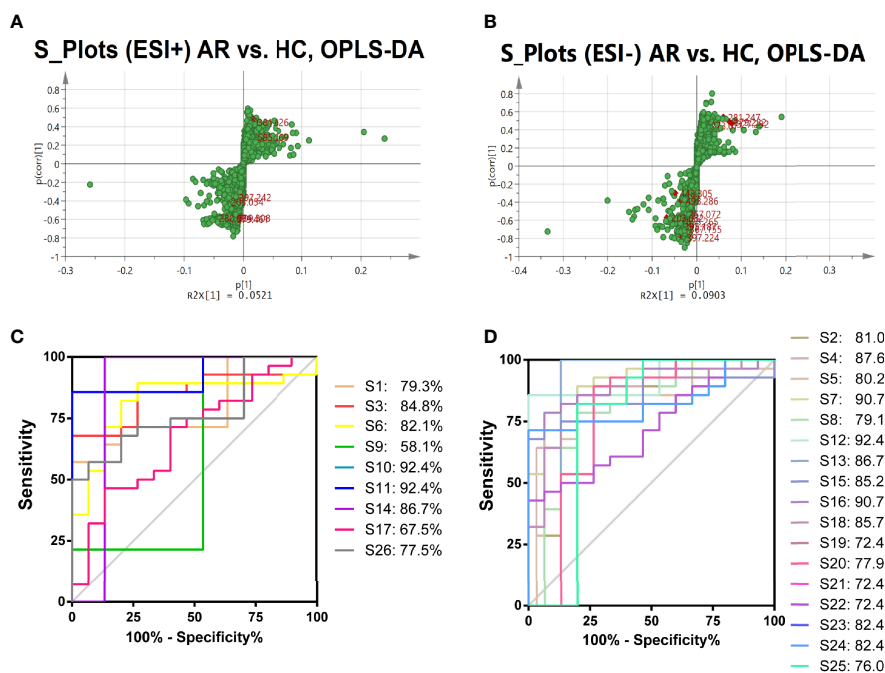 A
S_Plots (ESI+) AR vs. HC, OPLS-DA
p(corr)[1]
0.8
0.6
0.4
0.2
0
-0.2
-0.4
-0.6
-0.8
-1
-0.3
-0.2
-0.1
0
0.1
0.2
p[1]
R2X[1] = 0.0521
B
S_Plots (ESI-) AR vs. HC, OPLS-DA
p(corr)[1]
0.8
0.6
0.4
0.2
0
-0.2
-0.4
-0.6
-0.8
-1
281.247
397.224
-0.4
-0.3
-0.2
-0.1
0
0.1
0.2
0.3
0.4
p[1]
R2X[1] = 0.0903
C
Sensitivity
100
75
50
25
0
0
25
50
75
100
100% - Specificity%
S1: 79.3%
S3: 84.8%
S6: 82.1%
S9: 58.1%
S10: 92.4%
S11: 92.4%
S14: 86.7%
S17: 67.5%
S26: 77.5%
D
Sensitivity
100
75
50
25
0
0
25
50
75
100
100% - Specificity%
S2: 81.0
S4: 87.6
S5: 80.2
S7: 90.7
S8: 79.1
S12: 92.4
S13: 86.7
S15: 85.2
S16: 90.7
S18: 85.7
S19: 72.4
S20: 77.9
S21: 72.4
S22: 72.4
S23: 82.4
S24: 82.4
S25: 76.0